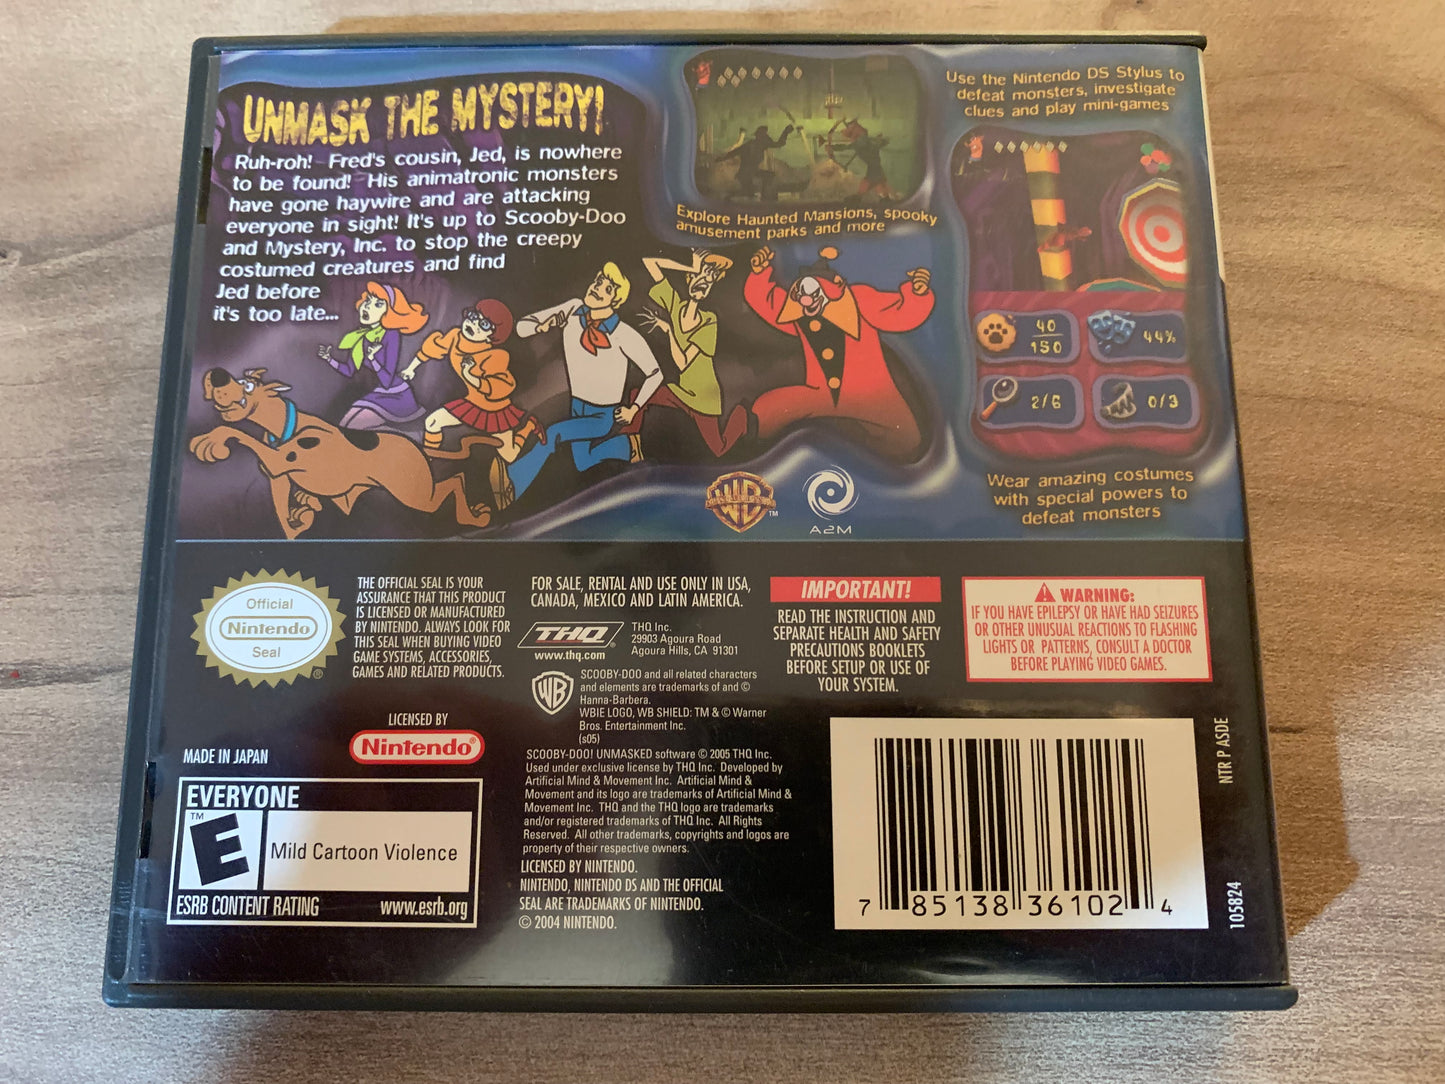 UNMASK THE MYSTERY!
Ruh-roh! Fred's cousin, Jed, is nowhere
to be found! His animatronic monsters
have gone haywire and are attacking
everyone in sight! It's up to Scooby-Doo
and Mystery, Inc. to stop the creepy
costumed creatures and find
Jed before
it's too late...
Explore Haunted Mansions, spooky
amusement parks and more
Use the Nintendo DS Stylus to
defeat monsters, investigate
clues and play mini-games
40
150
44%
2/6
0/3
Wear amazing costumes
with special powers to
defeat monsters
WB
TM
A2M
Official
Nintendo
Seal
®
THE OFFICIAL SEAL IS YOUR
ASSURANCE THAT THIS PRODUCT
IS LICENSED OR MANUFACTURED
BY NINTENDO. ALWAYS LOOK FOR
THIS SEAL WHEN BUYING VIDEO
GAME SYSTEMS, ACCESSORIES,
GAMES AND RELATED PRODUCTS.
LICENSED BY
Nintendo®
MADE IN JAPAN
EVERYONE
TM
E
Mild Cartoon Violence
ESRB CONTENT RATING www.esrb.org
FOR SALE, RENTAL AND USE ONLY IN USA,
CANADA, MEXICO AND LATIN AMERICA.
THQ
www.thq.com
THQ Inc.
29903 Agoura Road
Agoura Hills, CA 91301
WB
SCOOBY-DOO and all related characters
and elements are trademarks of and ©
Hanna-Barbera.
WBIE LOGO, WB SHIELD: TM & © Warner
Bros. Entertainment Inc.
(s05)
SCOOBY-DOO! UNMASKED software © 2005 THQ Inc.
Used under exclusive license by THQ Inc. Developed by
Artificial Mind & Movement Inc. Artificial Mind &
Movement and its logo are trademarks of Artificial Mind &
Movement Inc. THQ and the THQ logo are trademarks
and/or registered trademarks of THQ Inc. All Rights
Reserved. All other trademarks, copyrights and logos are
property of their respective owners.
LICENSED BY NINTENDO.
NINTENDO, NINTENDO DS AND THE OFFICIAL
SEAL ARE TRADEMARKS OF NINTENDO.
© 2004 NINTENDO.
IMPORTANT!
READ THE INSTRUCTION AND
SEPARATE HEALTH AND SAFETY
PRECAUTIONS BOOKLETS
BEFORE SETUP OR USE OF
YOUR SYSTEM.
WARNING:
IF YOU HAVE EPILEPSY OR HAVE HAD SEIZURES
OR OTHER UNUSUAL REACTIONS TO FLASHING
LIGHTS OR PATTERNS, CONSULT A DOCTOR
BEFORE PLAYING VIDEO GAMES.
7 85138 36102 4
NTR P ASDE
105824